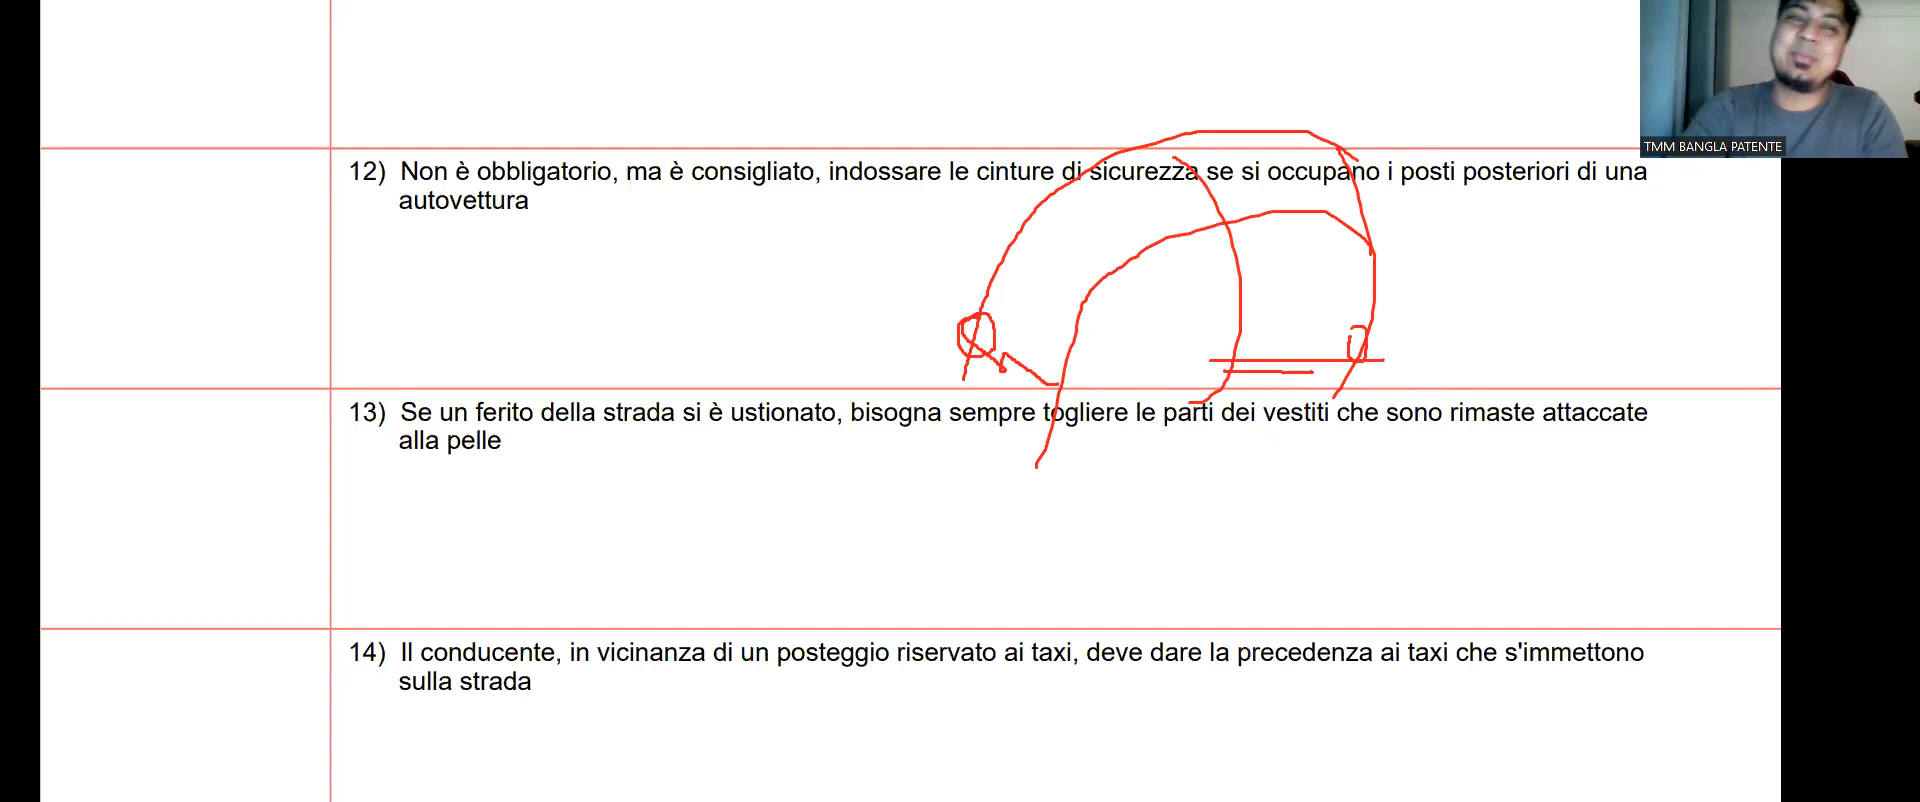 TMM BANGLA PATENTE
12) Non è obbligatorio, ma è consigliato, indossare le cinture di sicurezza se si occupano i posti posteriori di una
autovettura
13) Se un ferito della strada si è ustionato, bisogna sempre togliere le parti dei vestiti che sono rimaste attaccate
alla pelle
14) Il conducente, in vicinanza di un posteggio riservato ai taxi, deve dare la precedenza ai taxi che s'immettono
sulla strada